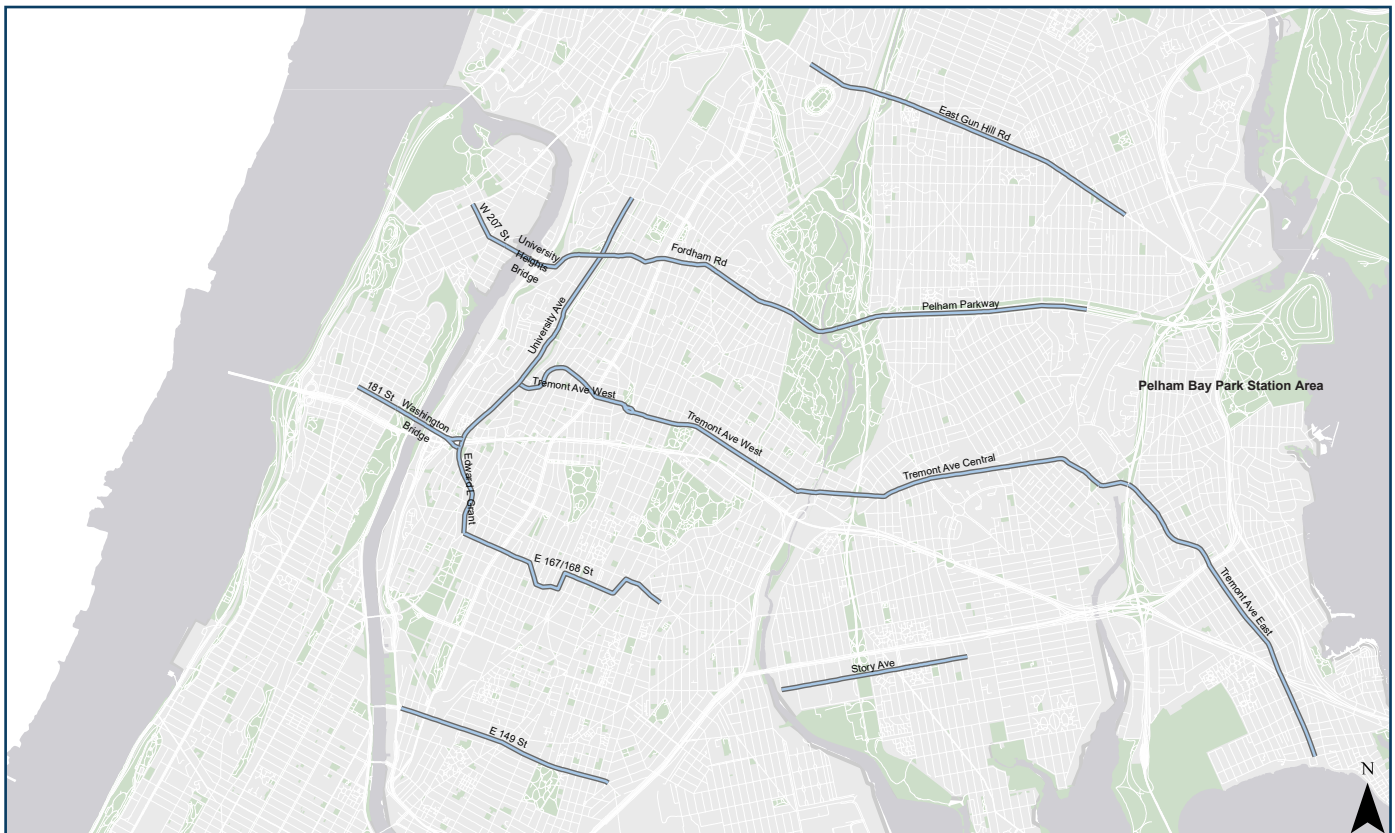 East Gun Hill Rd
W 207 St
University
Heights
Bridge
Fordham Rd
University Ave
Pelham Parkway
181 St
Washington
Bridge
Tremont Ave West
Tremont Ave West
Pelham Bay Park Station Area
Edward L Grant
Tremont Ave Central
E 167/168 St
Tremont Ave East
Story Ave
E 149 St
N